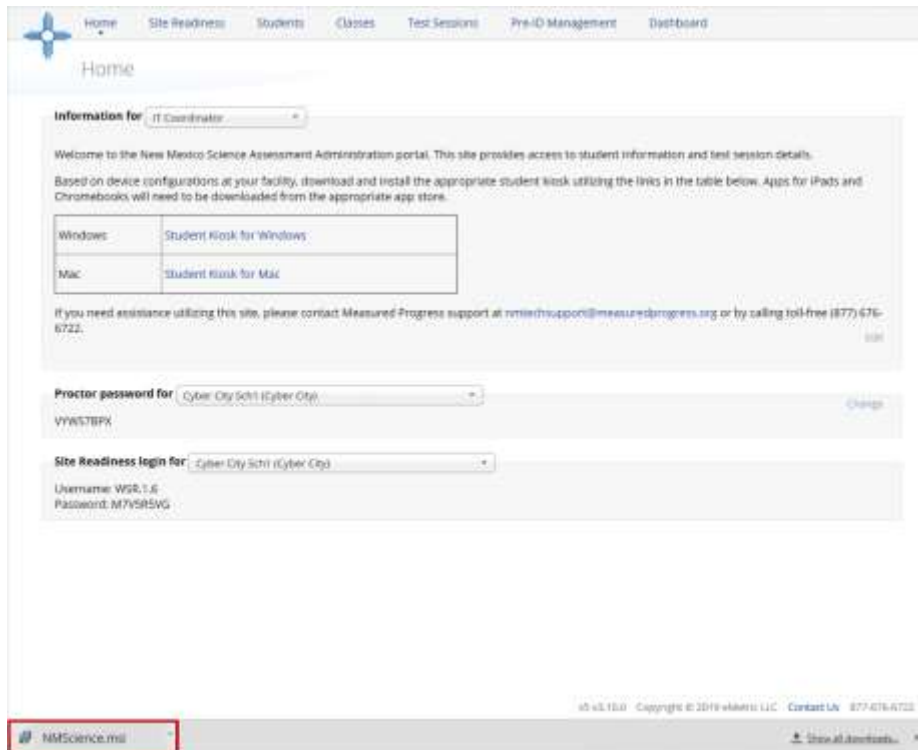 Home Site Readiness Students Classes Test Sessions Pre-ID Management Dashboard
Home
Information for IT Coordinator
Welcome to the New Mexico Science Assessment Administration portal. This site provides access to student information and test session details.
Based on device configurations at your facility, download and install the appropriate student kiosk utilizing the links in the table below. Apps for iPads and
Chromebooks will need to be downloaded from the appropriate app store.
Windows Student Kiosk for Windows
Mac Student Kiosk for Mac
If you need assistance utilizing this site, please contact Measured Progress support at nmtechsupport@measuredprogress.org or by calling toll-free (877) 676-
6722.
Edit
Proctor password for Cyber City Sch1 (Cyber City)
Change
VYWS7BPX
Site Readiness login for Cyber City Sch1 (Cyber City)
Username: WSR.1.6
Password: M7V5R5VG
Copyright © 2019 eMetric LLC Contact Us 877-676-6722
NMScience.msi Show all downloads...